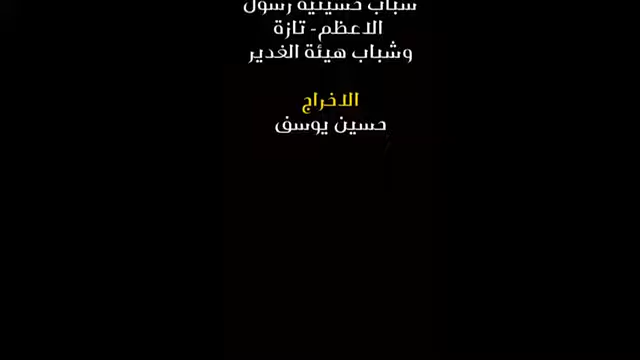 شباب حسينية رسول
الاعظم- تازة
وشباب هيئة الغدير
الاخراج
حسين يوسف